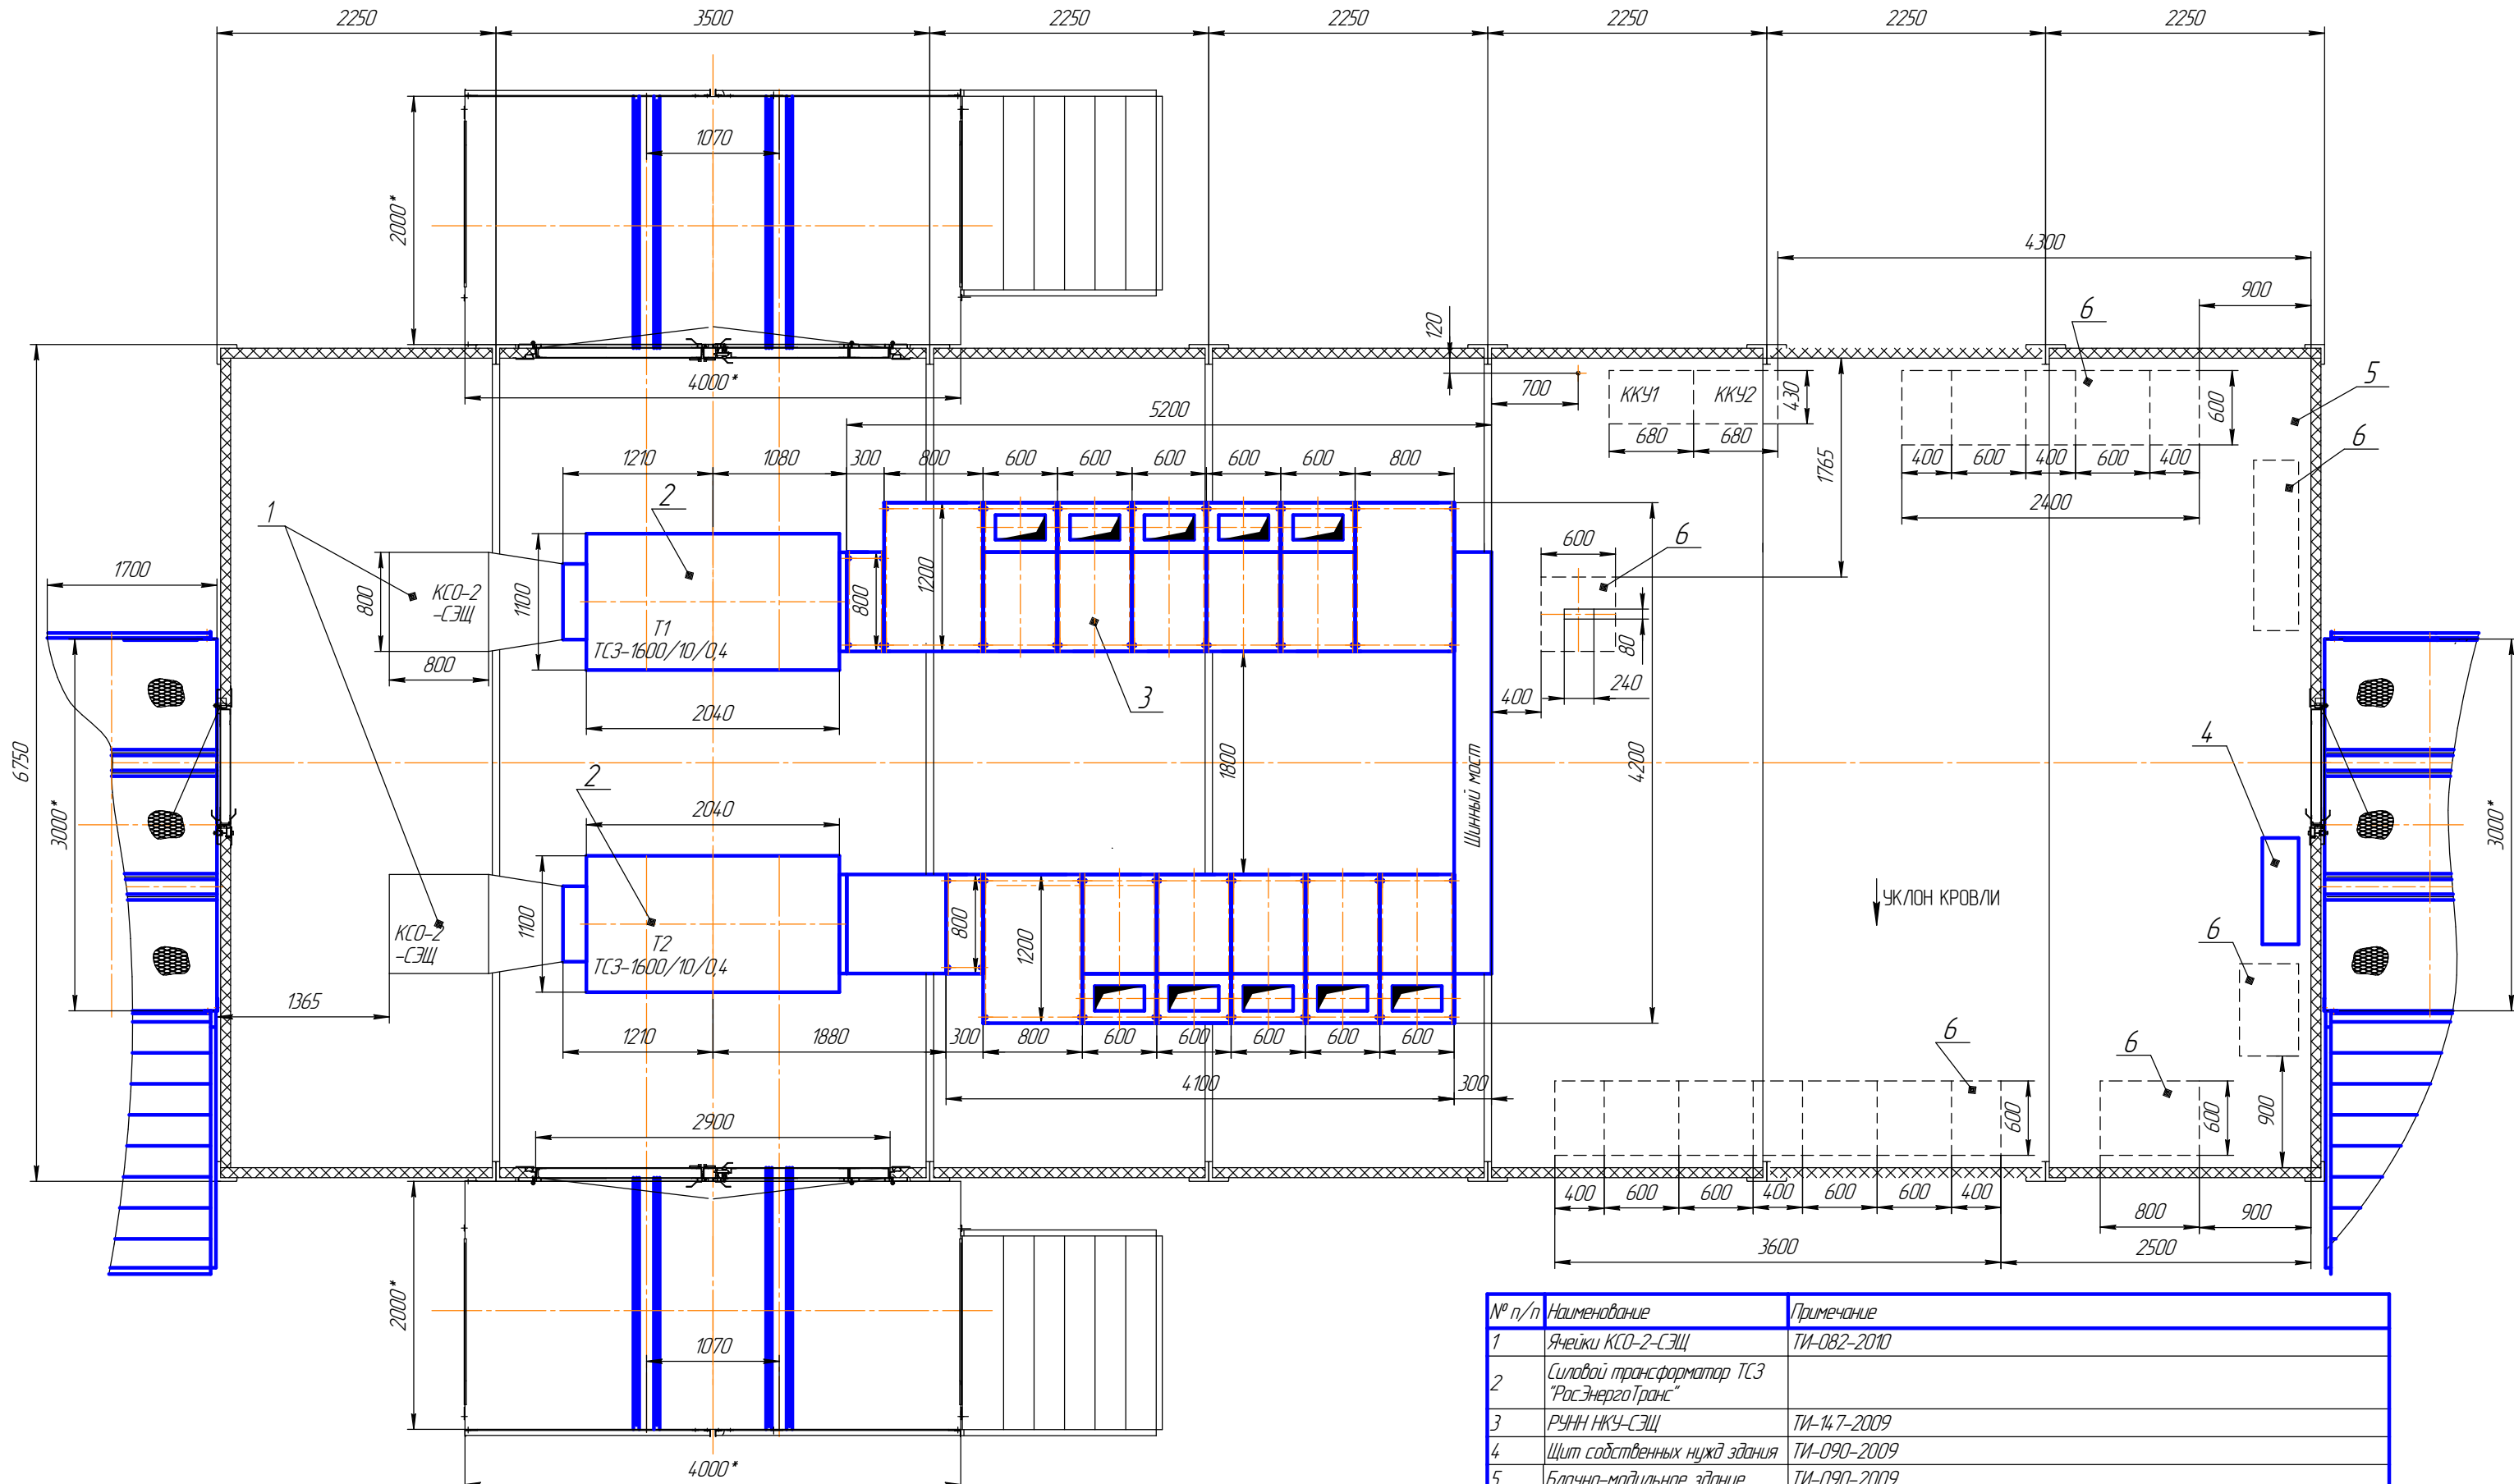 2250 3500 2250 2250 2250 2250 2250
1070
2000*
4300
900
6
120
4000*
700
ККУ1 ККУ2
430
600
5
5200
680 680
6
1210 1080 300 800 600 600 600 600 600 800
400 600 400 600 400
1765
2400
1 2
600 6
1700
800
КСО-2
-СЭЩ
1100
800
1200
Т1
ТСЗ-1600/10/0,4
80
800
3
400
240
2040
4
6750
3000*
2
1800
Шинный мост
4200
3000*
2040
УКЛОН КРОВЛИ
КСО-2
-СЭЩ
1100
800
1200
Т2
ТСЗ-1600/10/0,4
6
1365
1210 1880 300 800 600 600 600 600 600
6 6
4100 300
2900
600
600
900
400 600 600 400 600 600 400
800 900
3600 2500
2000*
1070
4000*
№ п/п Наименование Примечание
1 Ячейки КСО-2-СЭЩ ТИ-082-2010
2 Силовой трансформатор ТСЗ
"РосЭнергоТранс"
3 РУНН НКУ-СЭЩ ТИ-147-2009
4 Щит собственных нужд здания ТИ-090-2009
5 Блочно-модульное здание ТИ-090-2009